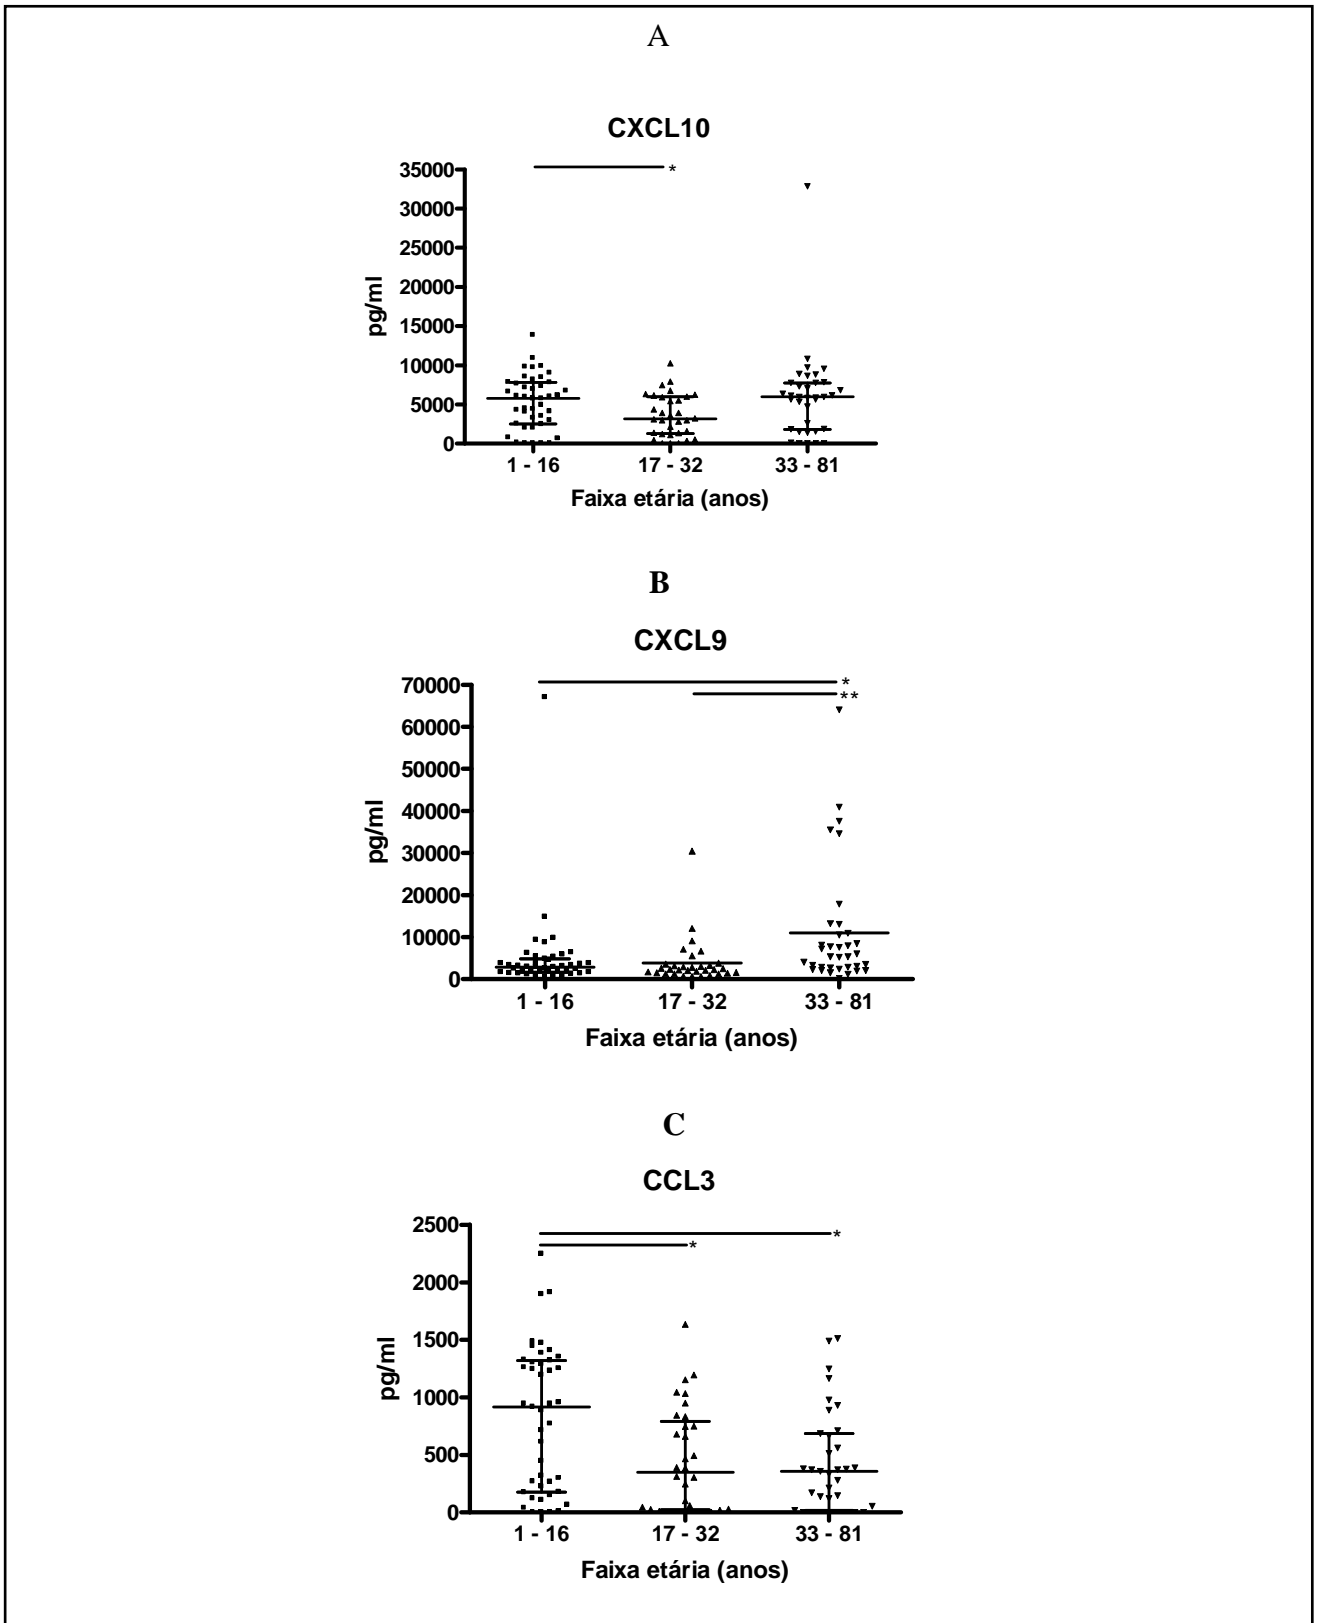 A
CXCL10
*
35000
30000
25000
20000
15000
10000
5000
0
pg/ml
1 - 16 17 - 32 33 - 81
Faixa etária (anos)
B
CXCL9
*
**
70000
60000
50000
40000
30000
20000
10000
0
pg/ml
1 - 16 17 - 32 33 - 81
Faixa etária (anos)
C
CCL3
*
*
2500
2000
1500
1000
500
0
pg/ml
1 - 16 17 - 32 33 - 81
Faixa etária (anos)